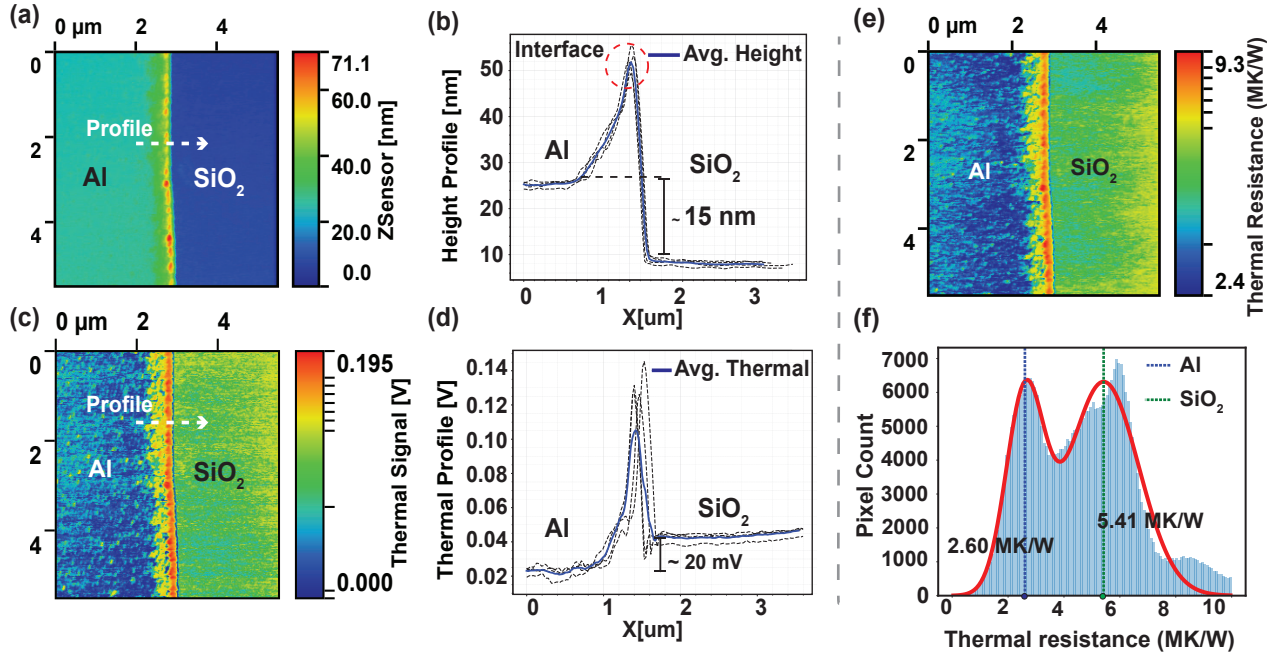 (a)
0 µm
2
4
0
2
4
Profile
Al
SiO2
71.1
60.0
40.0
20.0
0.0
ZSensor [nm]
(b)
Interface
Avg. Height
Al
SiO2
~ 15 nm
50
40
30
20
10
Height Profile [nm]
0
1
2
3
X[um]
(c)
0 µm
2
4
0
2
4
Profile
Al
SiO2
0.195
0.000
Thermal Signal [V]
(d)
Avg. Thermal
Al
SiO2
~ 20 mV
0.14
0.12
0.10
0.08
0.06
0.04
0.02
Thermal Profile [V]
0
1
2
3
X[um]
(e)
0 µm
2
4
0
2
4
Al
SiO2
9.3
2.4
Thermal Resistance (MK/W)
(f)
7000
6000
5000
4000
3000
2000
1000
0
Pixel Count
Al
SiO2
2.60 MK/W
5.41 MK/W
0
2
4
6
8
10
Thermal resistance (MK/W)